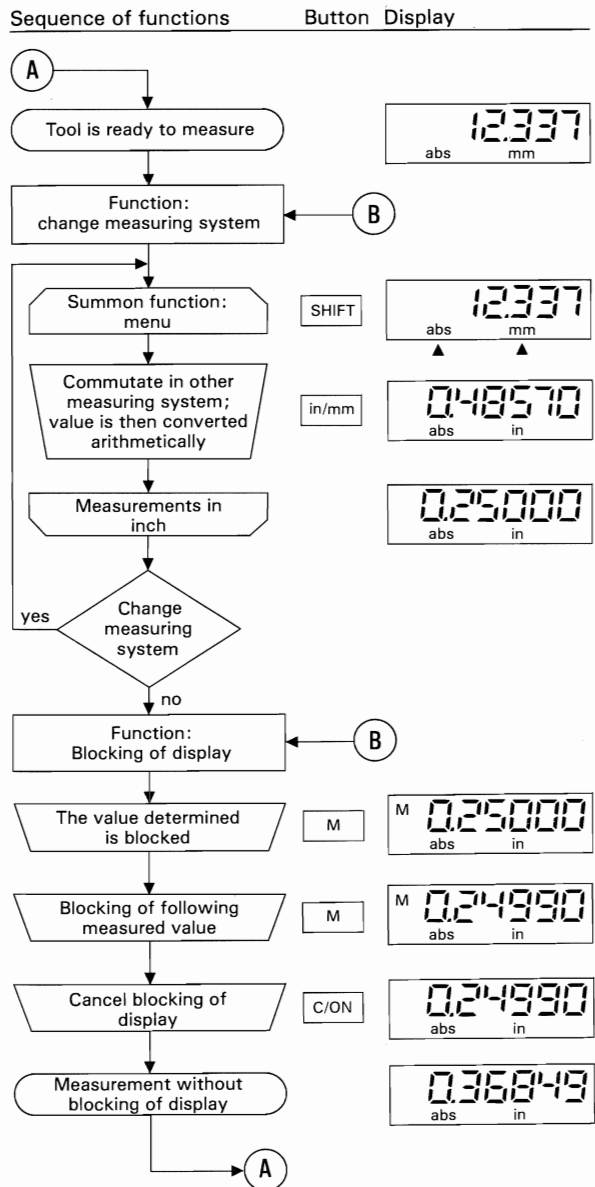 Sequence of functions Button Display
A
Tool is ready to measure
12.337
abs mm
Function:
change measuring system
B
Summon function:
menu
SHIFT
12.337
abs mm
Commutate in other
measuring system;
value is then converted
arithmetically
in/mm
0.48570
abs in
Measurements in
inch
0.25000
abs in
yes
Change
measuring
system
no
Function:
Blocking of display
B
The value determined
is blocked
M
M 0.25000
abs in
Blocking of following
measured value
M
M 0.24990
abs in
Cancel blocking of
display
C/ON
0.24990
abs in
Measurement without
blocking of display
0.36849
abs in
A